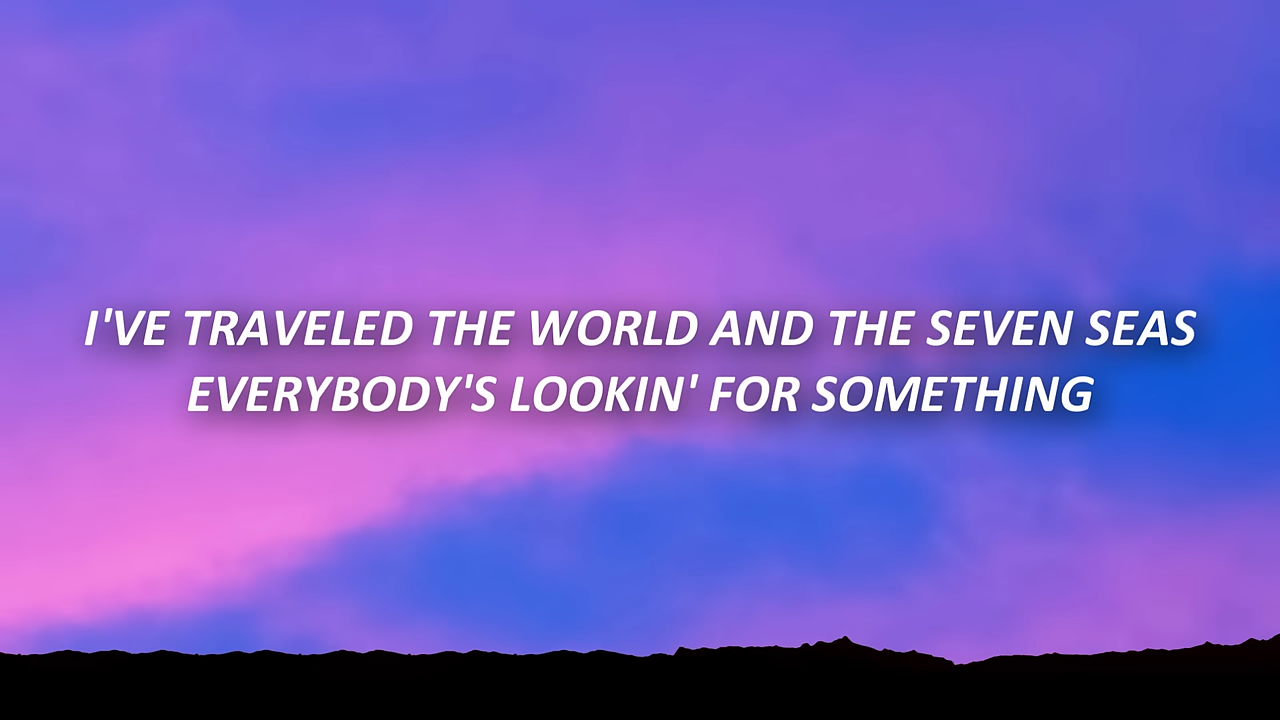 I'VE TRAVELED THE WORLD AND THE SEVEN SEAS
EVERYBODY'S LOOKIN' FOR SOMETHING